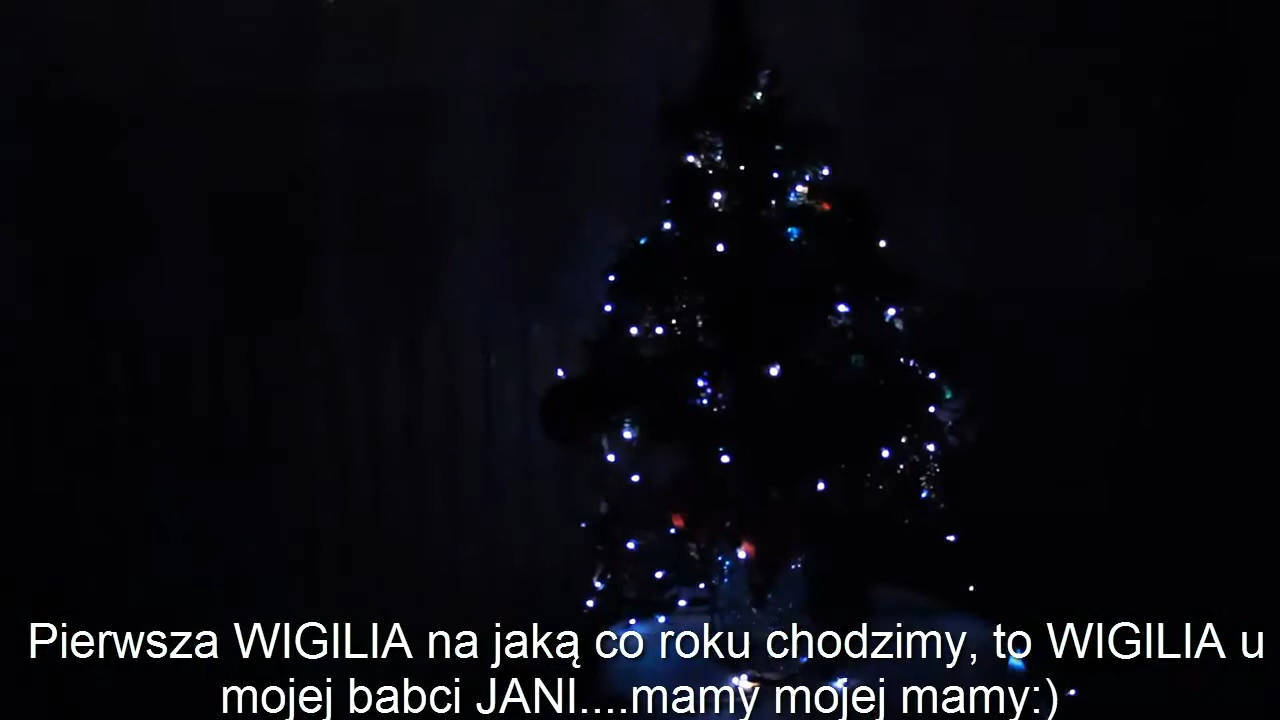 Pierwsza WIGILIA na jaką co roku chodzimy, to WIGILIA u
mojej babci JANI....mamy mojej mamy:)